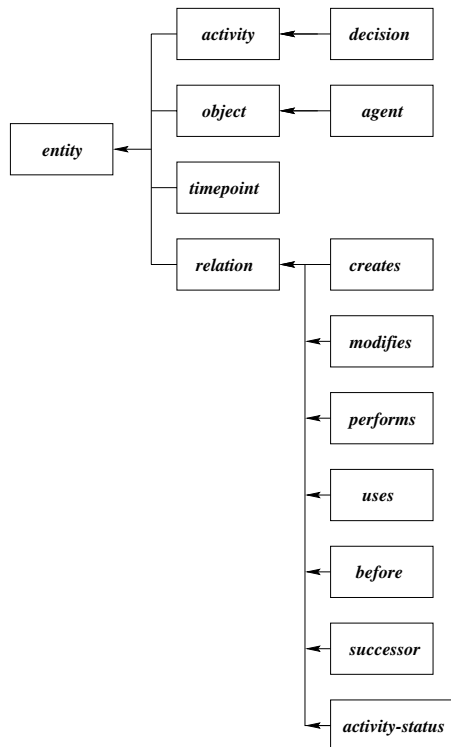 activity
decision
object
agent
entity
timepoint
relation
creates
modifies
performs
uses
before
successor
activity-status